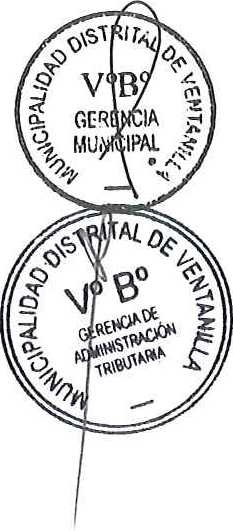 MUNICIPALIDAD DISTRITAL DE VENTANILLA
VºBº
GERENCIA
MUNICIPAL
MUNICIPALIDAD DISTRITAL DE VENTANILLA
Vº Bº
GERENCIA DE
ADMINISTRACIÓN
TRIBUTARIA